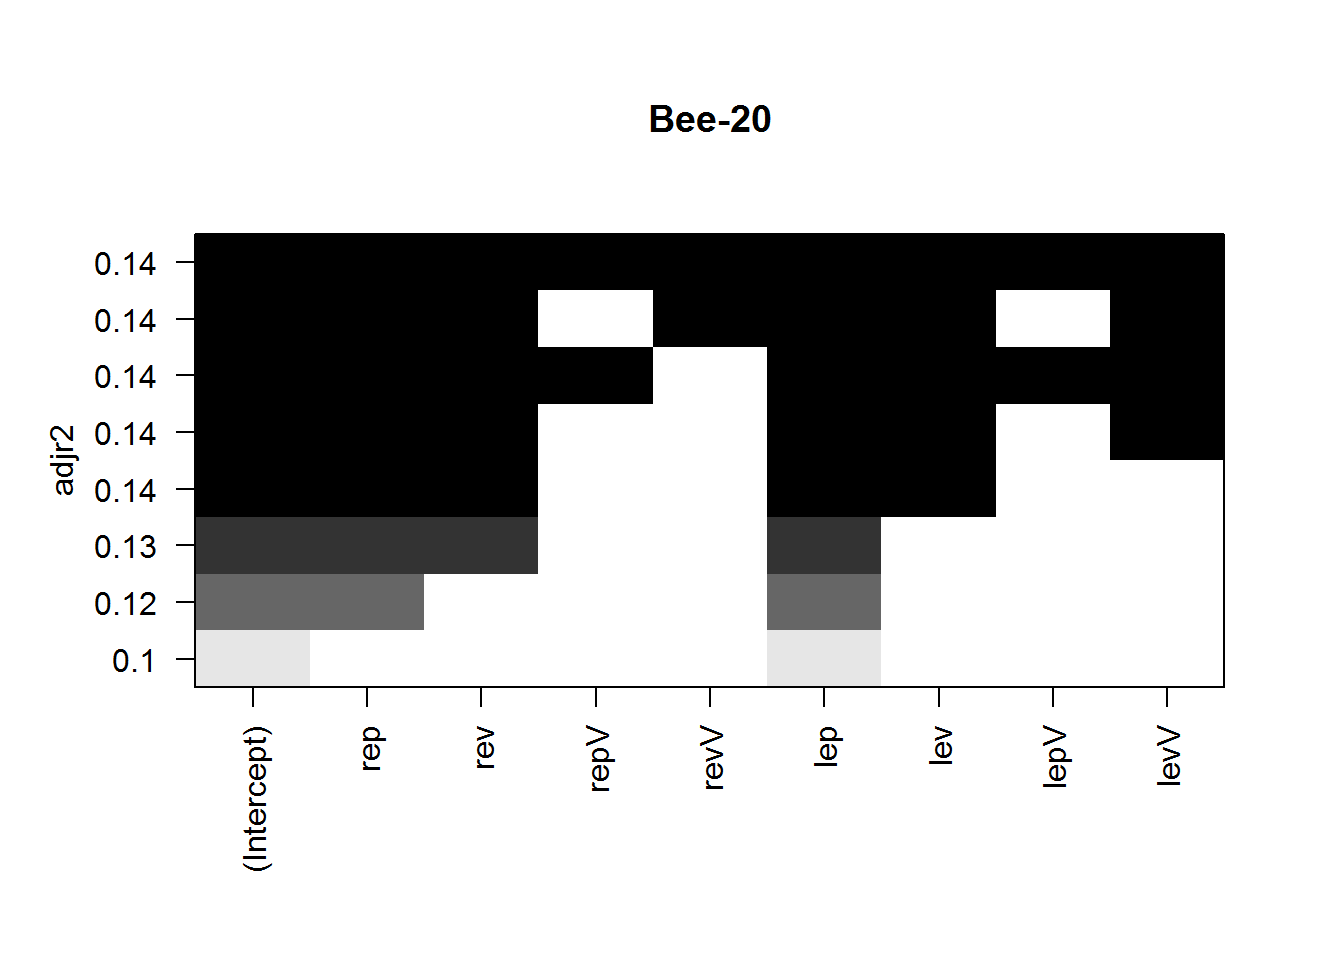 Bee-20
adjr2
0.14
0.14
0.14
0.14
0.14
0.13
0.12
0.1
(Intercept)
rep
rev
repV
revV
lep
lev
lepV
levV